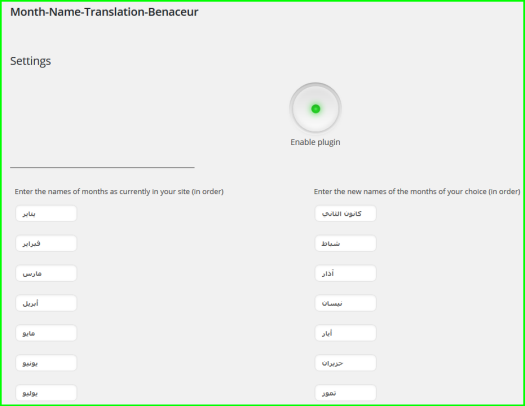 Month-Name-Translation-Benaceur
Settings
Enable plugin
Enter the names of months as currently in your site (in order)
Enter the new names of the months of your choice (in order)
يناير
كانون الثاني
فبراير
شباط
مارس
آذار
أبريل
نيسان
مايو
أيار
يونيو
حزيران
يوليو
تموز